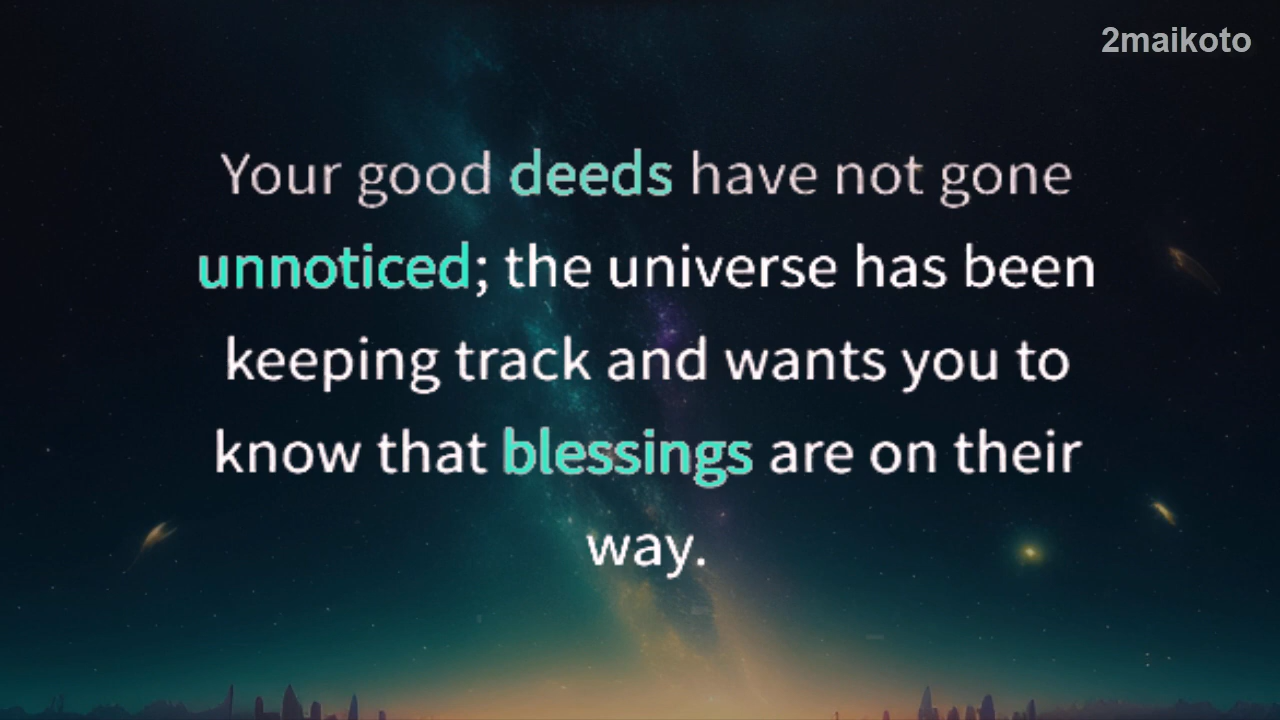 2maikoto
Your good deeds have not gone
unnoticed; the universe has been
keeping track and wants you to
know that blessings are on their
way.